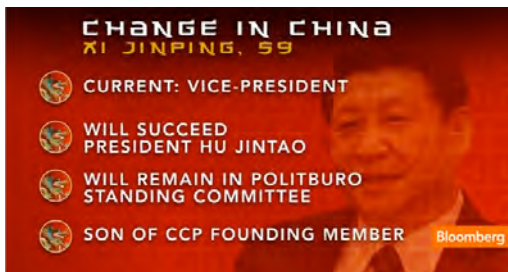 CHANGE IN CHINA
XI JINPING, 59
CURRENT: VICE-PRESIDENT
WILL SUCCEED
PRESIDENT HU JINTAO
WILL REMAIN IN POLITBURO
STANDING COMMITTEE
SON OF CCP FOUNDING MEMBER
Bloomberg